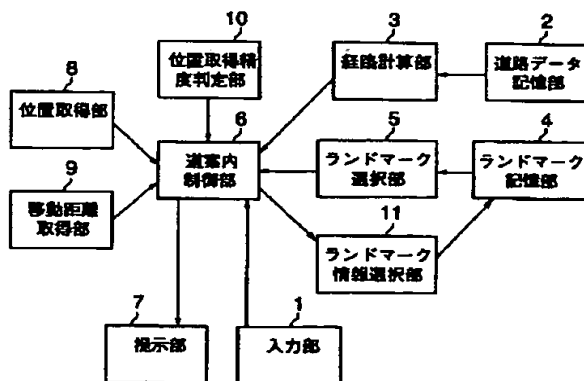 10
位置取得精
度判定部
3
経路計算部
2
道路データ
記憶部
8
位置取得部
6
道案内
制御部
5
ランドマーク
選択部
4
ランドマーク
記憶部
9
移動距離
取得部
11
ランドマーク
情報選択部
7
提示部
1
入力部